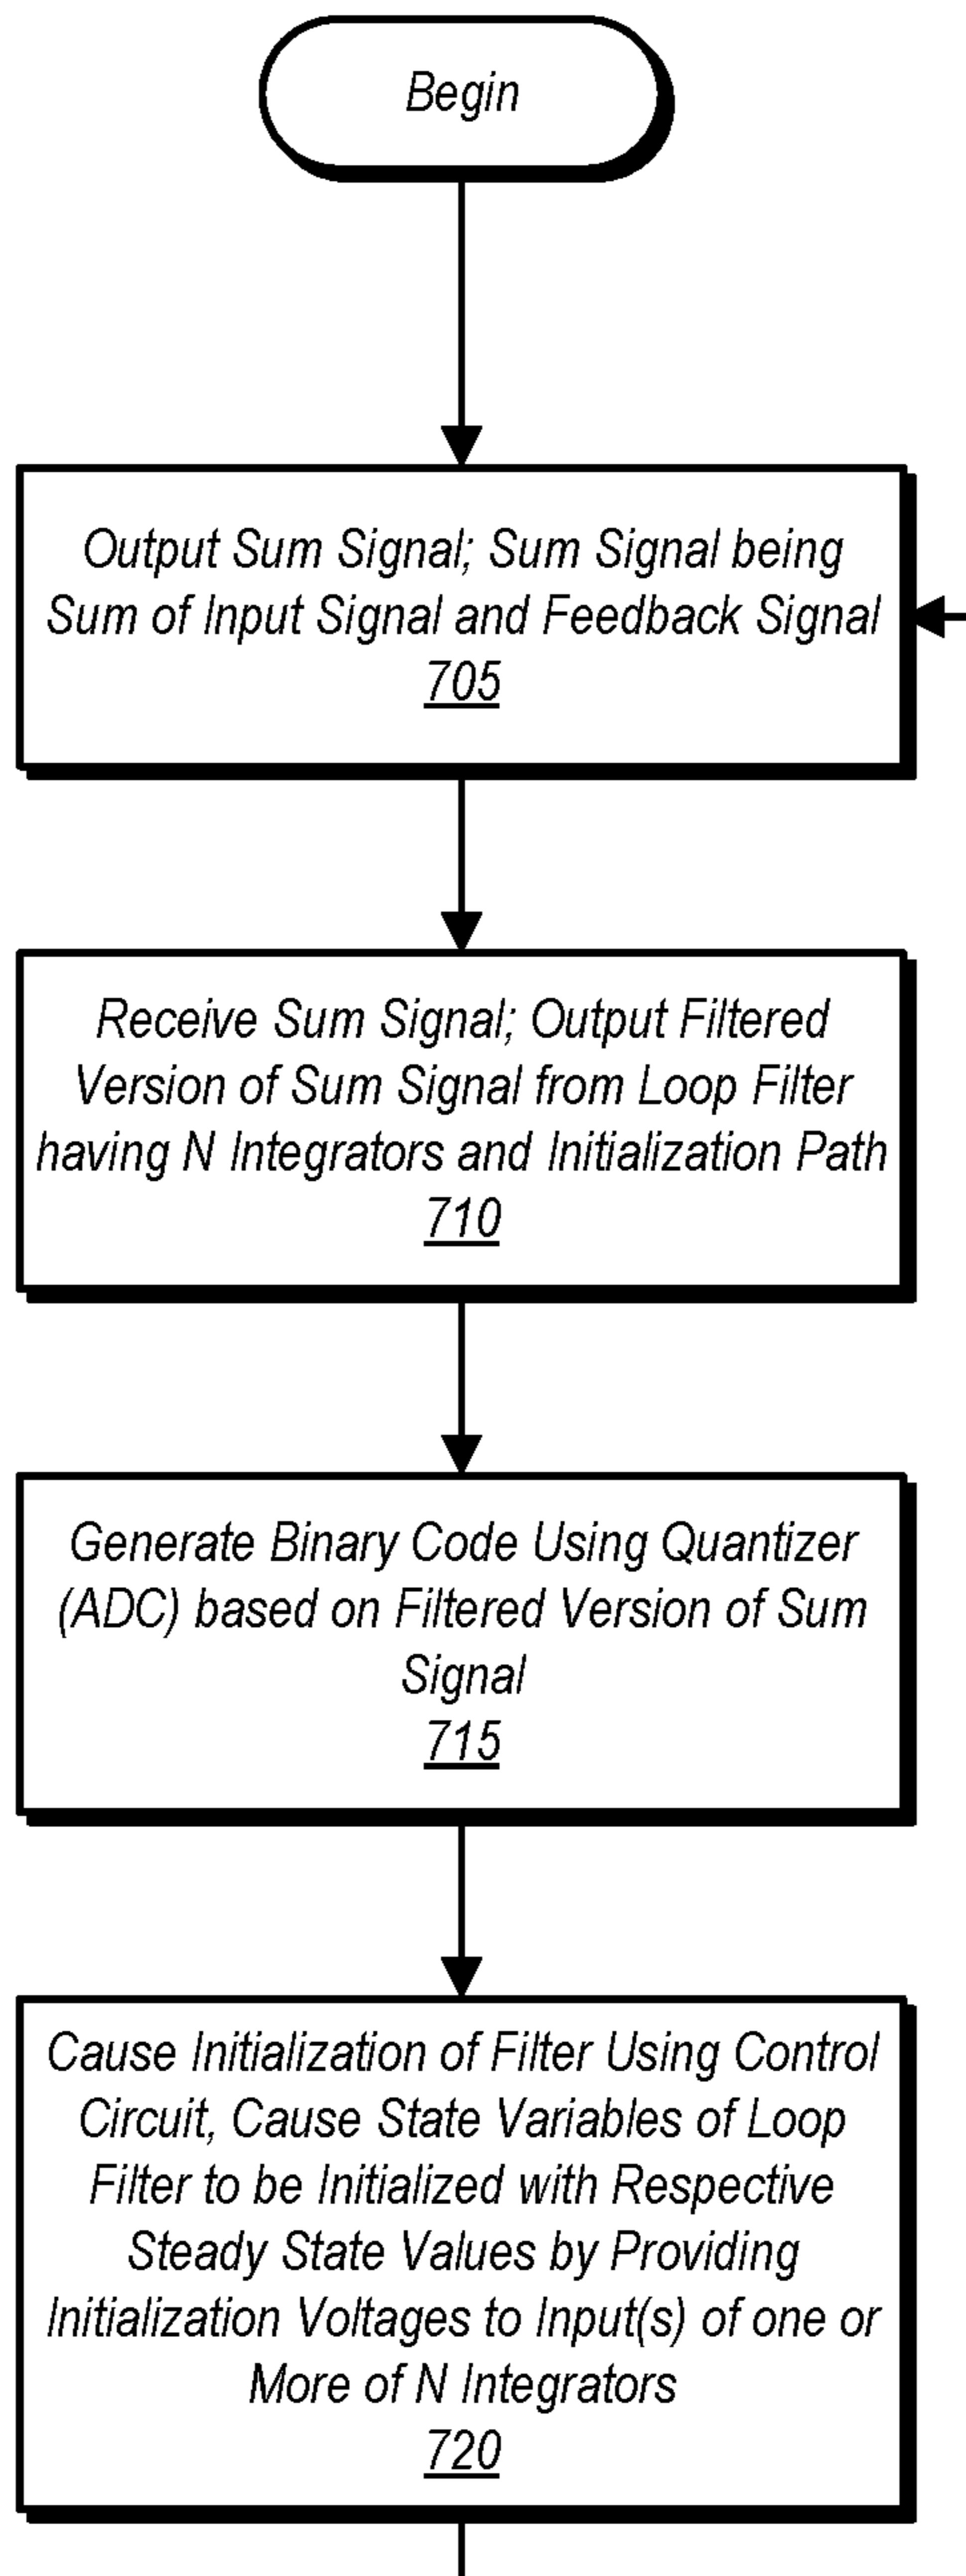 Begin
Output Sum Signal; Sum Signal being
Sum of Input Signal and Feedback Signal
705
Receive Sum Signal; Output Filtered
Version of Sum Signal from Loop Filter
having N Integrators and Initialization Path
710
Generate Binary Code Using Quantizer
(ADC) based on Filtered Version of Sum
Signal
715
Cause Initialization of Filter Using Control
Circuit, Cause State Variables of Loop
Filter to be Initialized with Respective
Steady State Values by Providing
Initialization Voltages to Input(s) of one or
More of N Integrators
720